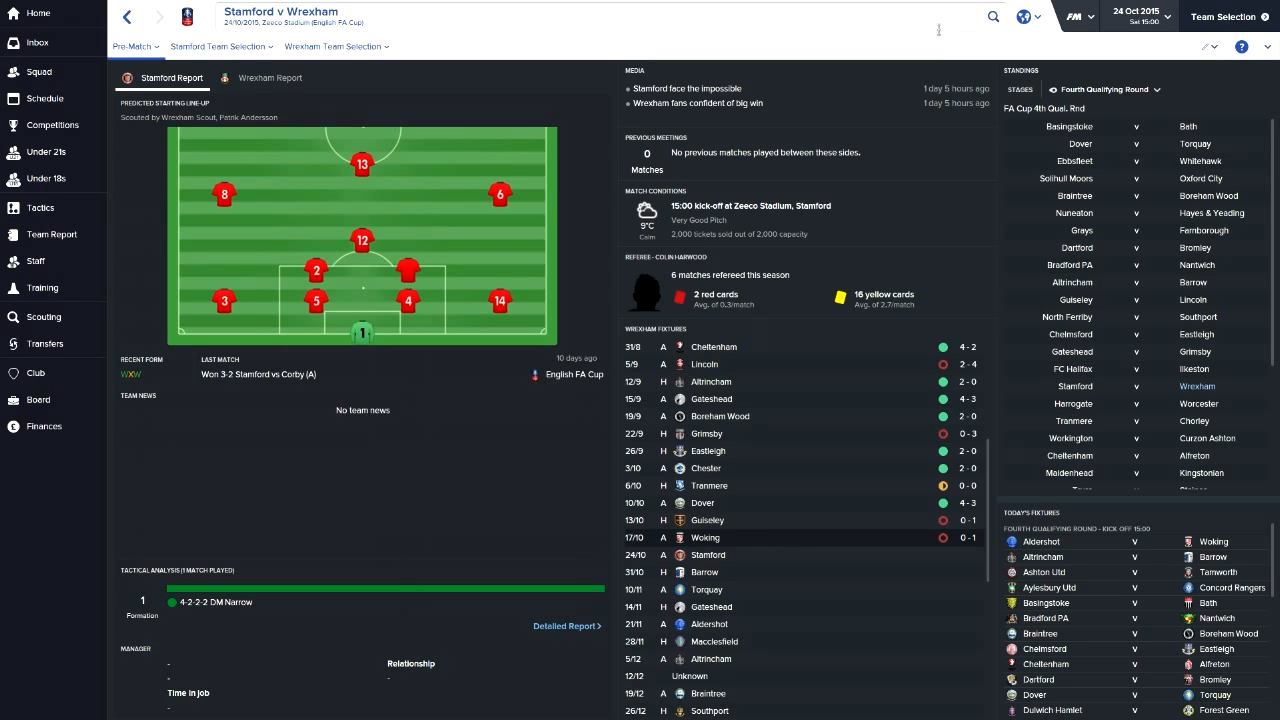 Home
Inbox
Squad
Schedule
Competitions
Under 21s
Under 18s
Tactics
Team Report
Staff
Training
Scouting
Transfers
Club
Board
Finances
Stamford v Wrexham
24/10/2015, Zeeco Stadium (English FA Cup)
FM
24 Oct 2015
Sat 15:00
Team Selection
Pre-Match
Stamford Team Selection
Wrexham Team Selection
?
Stamford Report
Wrexham Report
PREDICTED STARTING LINE-UP
Scouted by Wrexham Scout, Patrik Andersson
13
8
6
12
2
3
5
4
14
1
RECENT FORM
WXW
LAST MATCH
10 days ago
Won 3-2 Stamford vs Corby (A)
English FA Cup
TEAM NEWS
No team news
TACTICAL ANALYSIS (1 MATCH PLAYED)
1
Formation
4-2-2-2 DM Narrow
Detailed Report >
MANAGER
-
Relationship
-
-
Time in job
-
MEDIA
Stamford face the impossible 1 day 5 hours ago
Wrexham fans confident of big win 1 day 5 hours ago
PREVIOUS MEETINGS
0
Matches
No previous matches played between these sides.
MATCH CONDITIONS
9°C
Calm
15:00 kick-off at Zeeco Stadium, Stamford
Very Good Pitch
2,000 tickets sold out of 2,000 capacity
REFEREE - COLIN HARWOOD
6 matches refereed this season
2 red cards
Avg. of 0.3/match
16 yellow cards
Avg. of 2.7/match
WREXHAM FIXTURES
31/8 A Cheltenham 4 - 2
5/9 A Lincoln 2 - 4
12/9 H Altrincham 2 - 0
15/9 A Gateshead 4 - 3
19/9 A Boreham Wood 2 - 0
22/9 H Grimsby 0 - 3
26/9 H Eastleigh 2 - 0
3/10 A Chester 2 - 0
6/10 H Tranmere 0 - 0
10/10 A Dover 4 - 3
13/10 H Guiseley 0 - 1
17/10 A Woking 0 - 1
24/10 A Stamford
31/10 H Barrow
10/11 A Torquay
14/11 H Gateshead
21/11 A Aldershot
28/11 H Macclesfield
5/12 A Altrincham
12/12 Unknown
19/12 A Braintree
26/12 H Southport
STANDINGS
STAGES Fourth Qualifying Round
FA Cup 4th Qual. Rnd
Basingstoke v Bath
Dover v Torquay
Ebbsfleet v Whitehawk
Solihull Moors v Oxford City
Braintree v Boreham Wood
Nuneaton v Hayes & Yeading
Grays v Farnborough
Dartford v Bromley
Bradford PA v Nantwich
Altrincham v Barrow
Guiseley v Lincoln
North Ferriby v Southport
Chelmsford v Eastleigh
Gateshead v Grimsby
FC Halifax v Ilkeston
Stamford v Wrexham
Harrogate v Worcester
Tranmere v Chorley
Workington v Curzon Ashton
Cheltenham v Alfreton
Maidenhead v Kingstonian
TODAY'S FIXTURES
FOURTH QUALIFYING ROUND - KICK OFF 15:00
Aldershot v Woking
Altrincham v Barrow
Ashton Utd v Tamworth
Aylesbury Utd v Concord Rangers
Basingstoke v Bath
Bradford PA v Nantwich
Braintree v Boreham Wood
Chelmsford v Eastleigh
Cheltenham v Alfreton
Dartford v Bromley
Dover v Torquay
Dulwich Hamlet v Forest Green